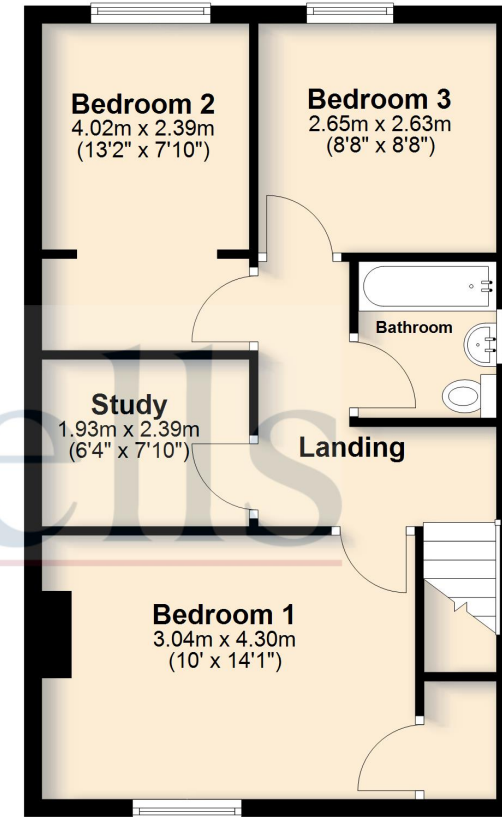 Bedroom 2
4.02m x 2.39m
(13'2" x 7'10")
Bedroom 3
2.65m x 2.63m
(8'8" x 8'8")
Bathroom
Study
1.93m x 2.39m
(6'4" x 7'10")
Landing
ells
Bedroom 1
3.04m x 4.30m
(10' x 14'1")